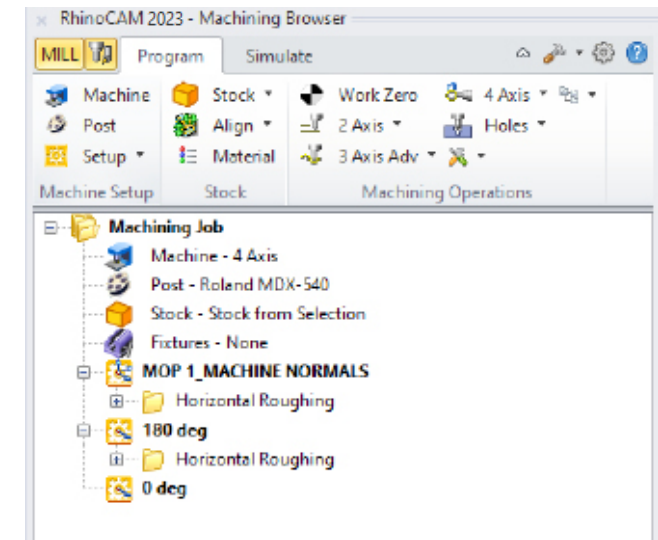 RhinoCAM 2023 - Machining Browser
MILL Program Simulate
Machine Stock Work Zero 4 Axis
Post Align 2 Axis Holes
Setup Material 3 Axis Adv
Machine Setup Stock Machining Operations
Machining Job
Machine - 4 Axis
Post - Roland MDX-540
Stock - Stock from Selection
Fixtures - None
MOP 1_MACHINE NORMALS
Horizontal Roughing
180 deg
Horizontal Roughing
0 deg